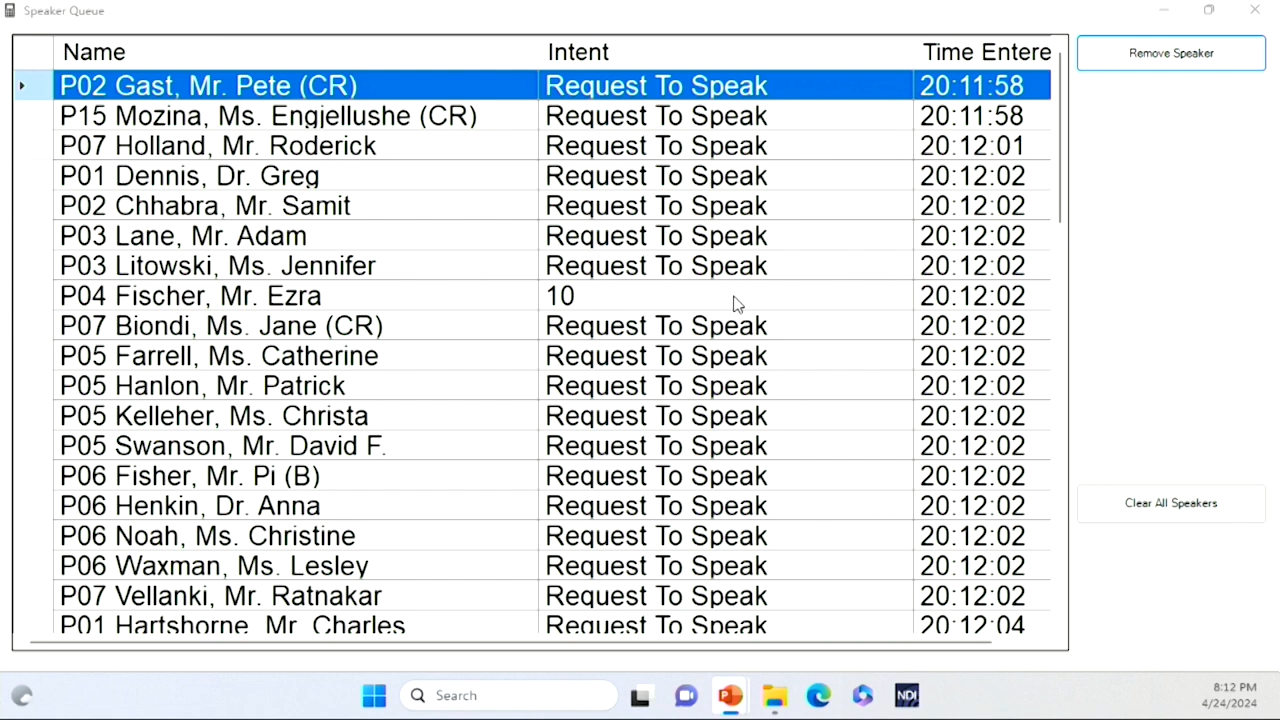 Speaker Queue
Name Intent Time Entere
P02 Gast, Mr. Pete (CR) Request To Speak 20:11:58
P15 Mozina, Ms. Engjellushe (CR) Request To Speak 20:11:58
P07 Holland, Mr. Roderick Request To Speak 20:12:01
P01 Dennis, Dr. Greg Request To Speak 20:12:02
P02 Chhabra, Mr. Samit Request To Speak 20:12:02
P03 Lane, Mr. Adam Request To Speak 20:12:02
P03 Litowski, Ms. Jennifer Request To Speak 20:12:02
P04 Fischer, Mr. Ezra 10 20:12:02
P07 Biondi, Ms. Jane (CR) Request To Speak 20:12:02
P05 Farrell, Ms. Catherine Request To Speak 20:12:02
P05 Hanlon, Mr. Patrick Request To Speak 20:12:02
P05 Kelleher, Ms. Christa Request To Speak 20:12:02
P05 Swanson, Mr. David F. Request To Speak 20:12:02
P06 Fisher, Mr. Pi (B) Request To Speak 20:12:02
P06 Henkin, Dr. Anna Request To Speak 20:12:02
P06 Noah, Ms. Christine Request To Speak 20:12:02
P06 Waxman, Ms. Lesley Request To Speak 20:12:02
P07 Vellanki, Mr. Ratnakar Request To Speak 20:12:02
P01 Hartshorne, Mr. Charles Request To Speak 20:12:04
Remove Speaker
Clear All Speakers
Search
NDI
8:12 PM
4/24/2024